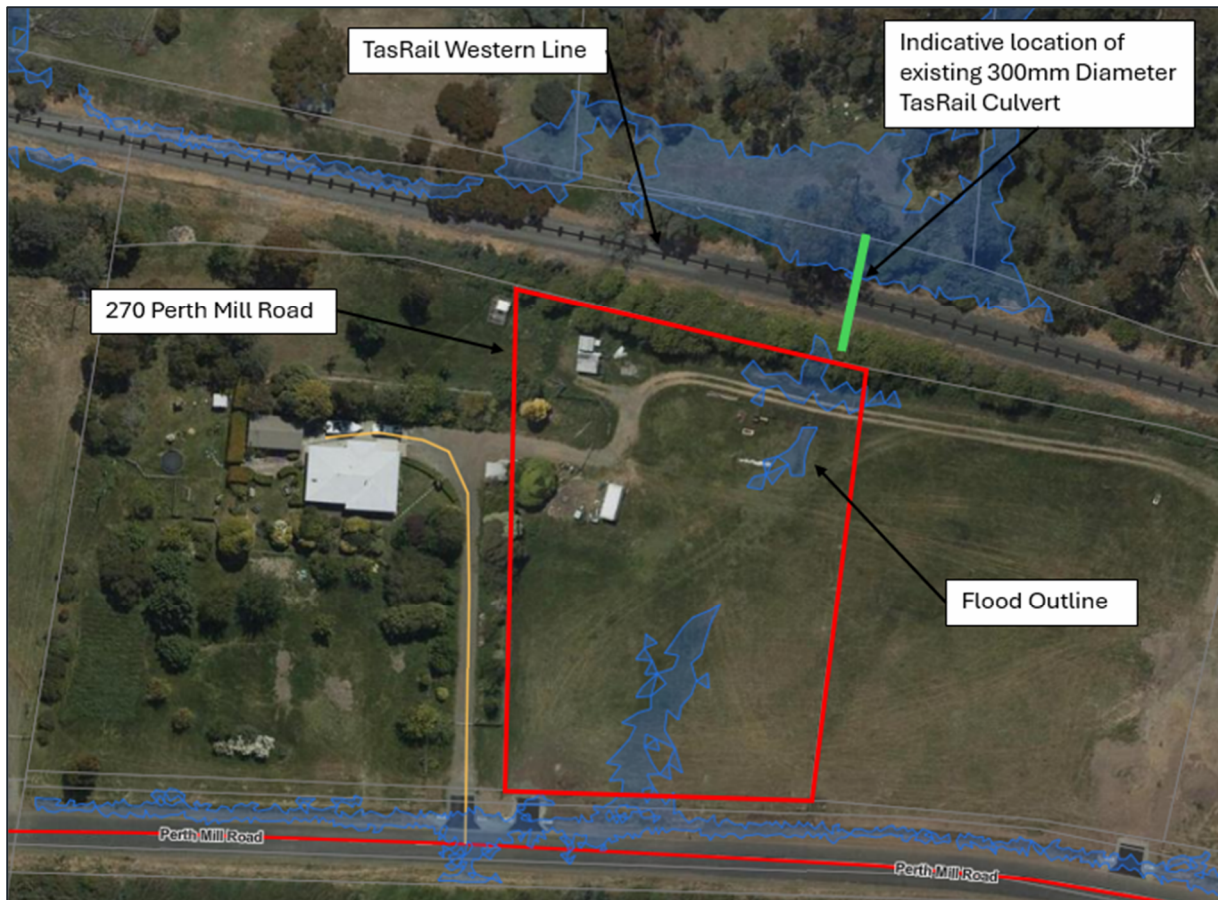 TasRail Western Line
Indicative location of
existing 300mm Diameter
TasRail Culvert
270 Perth Mill Road
Flood Outline
Perth Mill Road
Perth Mill Road